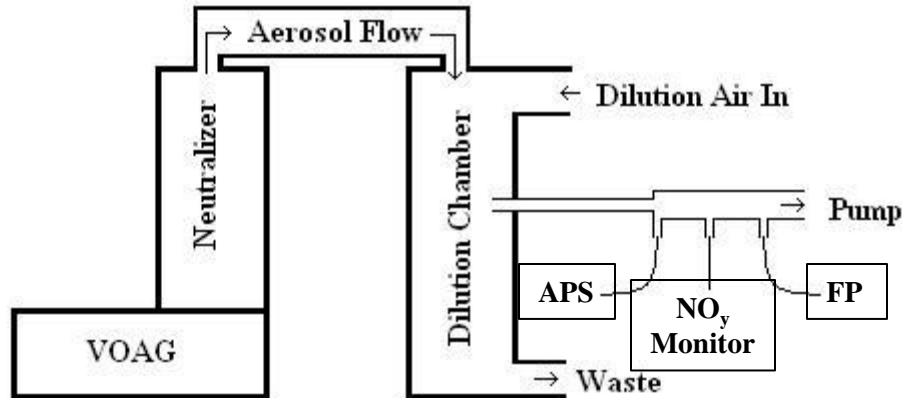 Aerosol Flow
Neutralizer
Dilution Chamber
Dilution Air In
Pump
APS
NOy
Monitor
FP
VOAG
Waste